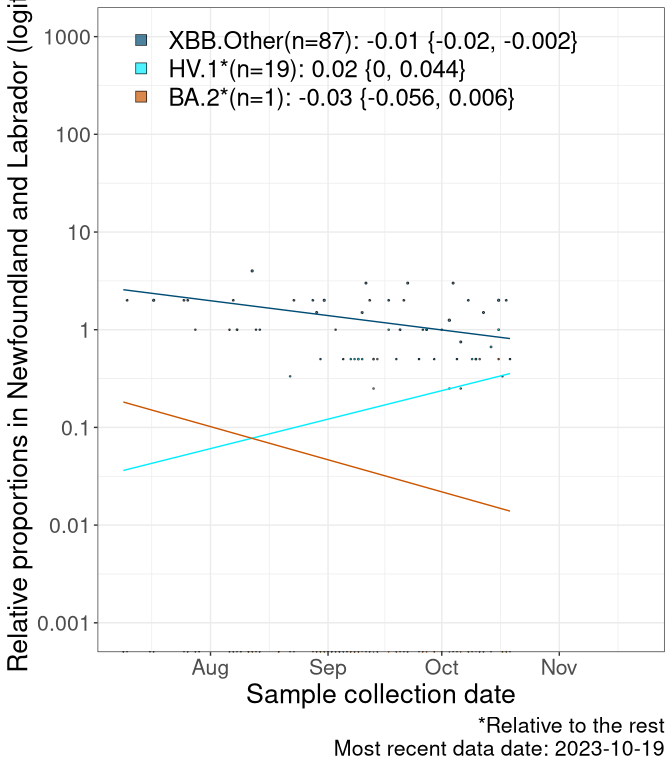 XBB.Other(n=87): -0.01 {-0.02, -0.002}
HV.1*(n=19): 0.02 {0, 0.044}
BA.2*(n=1): -0.03 {-0.056, 0.006}
Relative proportions in Newfoundland and Labrador
1000
100
10
1
0.1
0.01
0.001
Aug Sep Oct Nov
Sample collection date
*Relative to the rest
Most recent data date: 2023-10-19